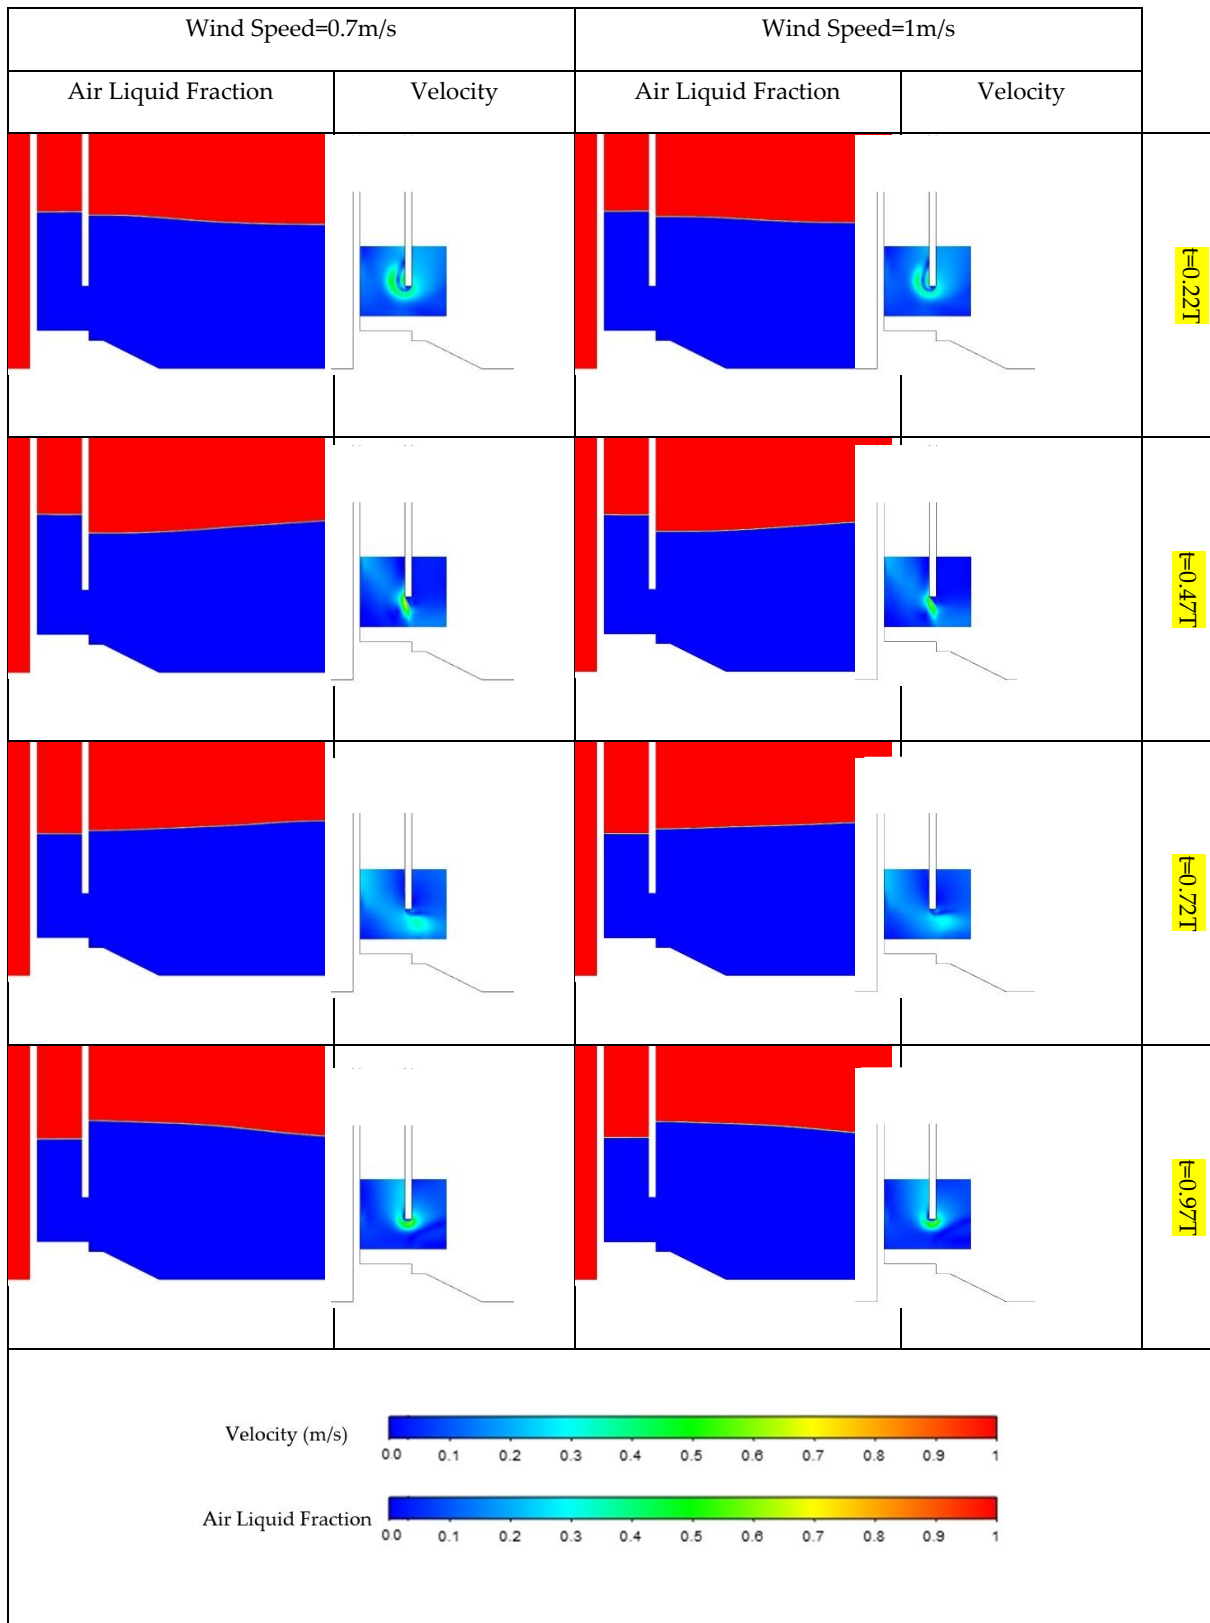 Wind Speed=0.7m/s
Wind Speed=1m/s
Air Liquid Fraction
Velocity
Air Liquid Fraction
Velocity
t=0.22T
t=0.47T
t=0.72T
t=0.97T
Velocity (m/s)
0.0 0.1 0.2 0.3 0.4 0.5 0.6 0.7 0.8 0.9 1
Air Liquid Fraction
0.0 0.1 0.2 0.3 0.4 0.5 0.6 0.7 0.8 0.9 1